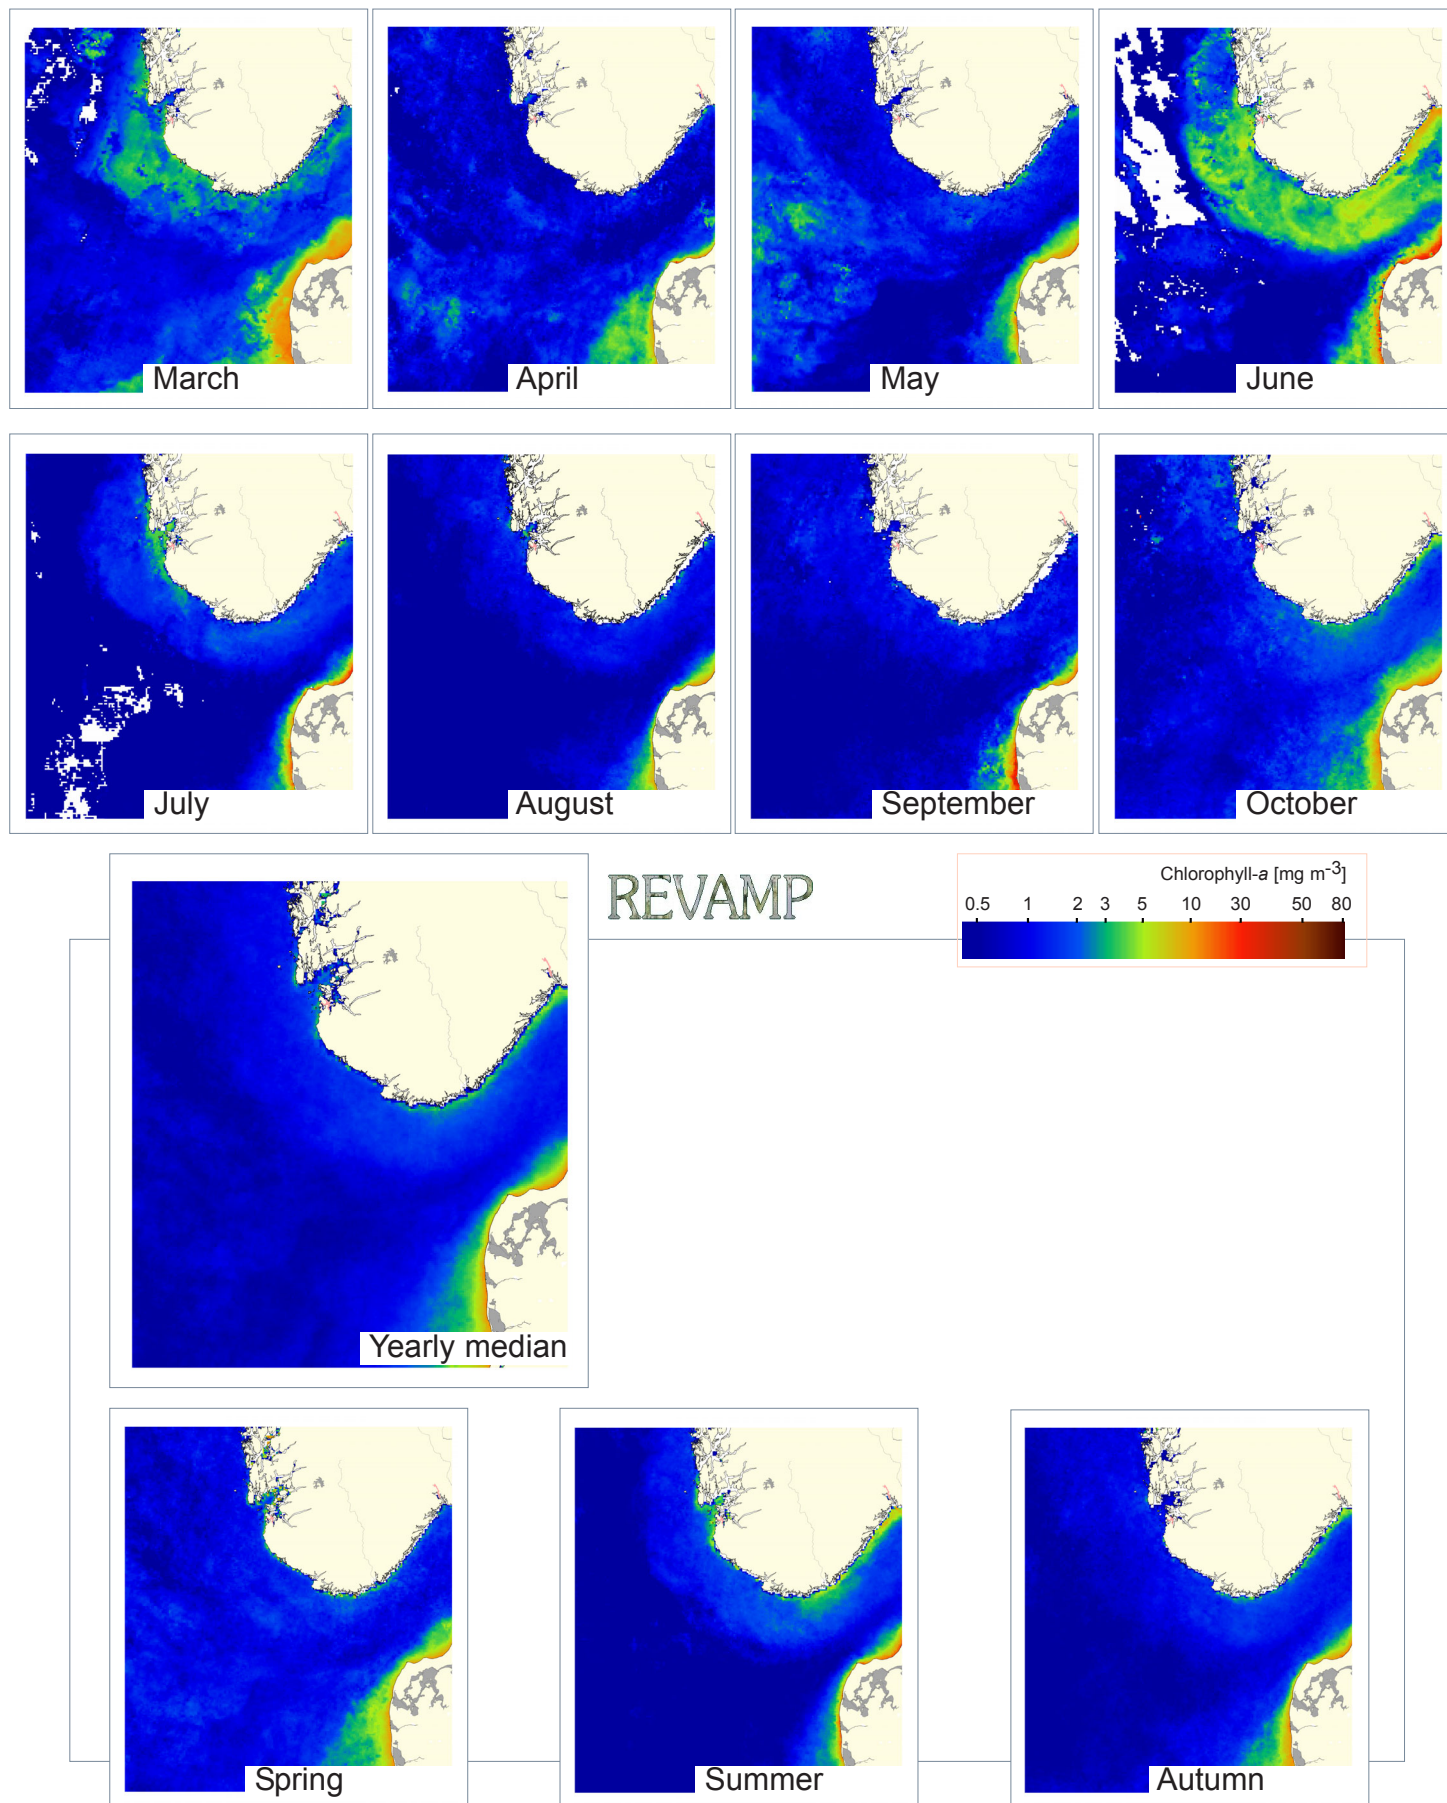 March
April
May
June
July
August
September
October
REVAMP
Chlorophyll-a [mg m-3]
0.5 1 2 3 5 10 30 50 80
Yearly median
Spring
Summer
Autumn